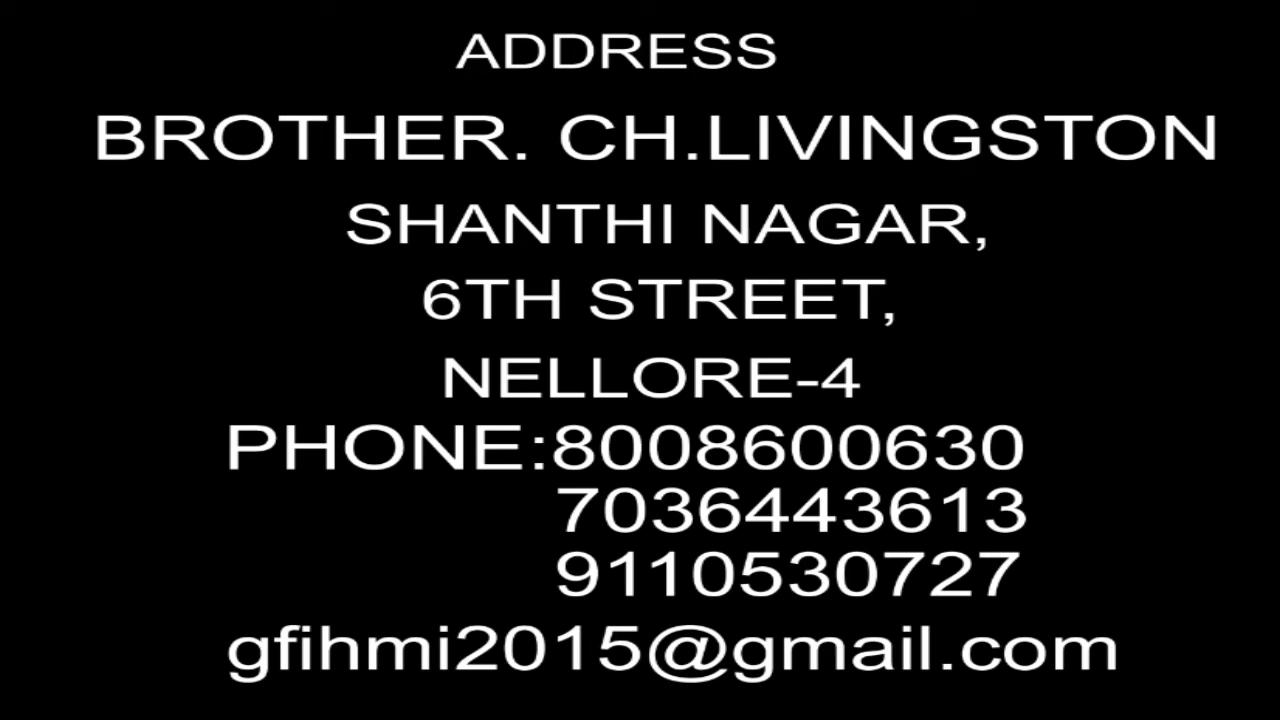 ADDRESS
BROTHER. CH.LIVINGSTON
SHANTHI NAGAR,
6TH STREET,
NELLORE-4
PHONE:8008600630
7036443613
9110530727
gfihmi2015@gmail.com